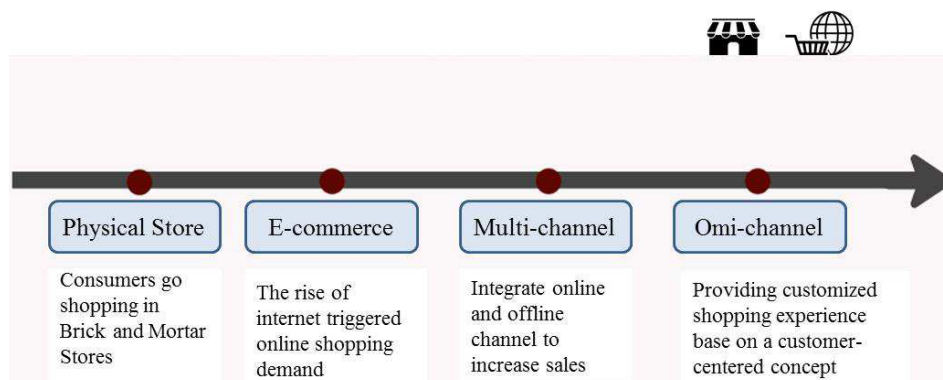 Physical Store
Consumers go
shopping in
Brick and Mortar
Stores
E-commerce
The rise of
internet triggered
online shopping
demand
Multi-channel
Integrate online
and offline
channel to
increase sales
Omi-channel
Providing customized
shopping experience
base on a customer-
centered concept